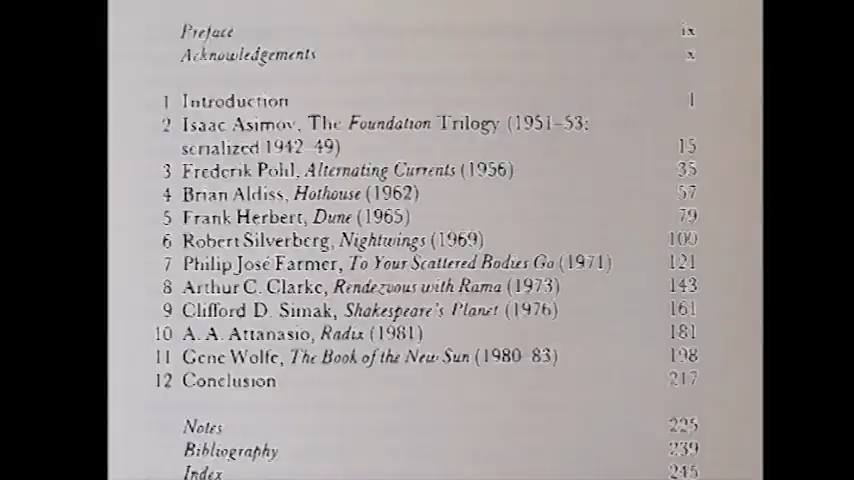 Preface ix
Acknowledgements x
1 Introduction 1
2 Isaac Asimov, The Foundation Trilogy (1951–53;
serialized 1942–49) 15
3 Frederik Pohl, Alternating Currents (1956) 35
4 Brian Aldiss, Hothouse (1962) 57
5 Frank Herbert, Dune (1965) 79
6 Robert Silverberg, Nightwings (1969) 100
7 Philip José Farmer, To Your Scattered Bodies Go (1971) 121
8 Arthur C. Clarke, Rendezvous with Rama (1973) 143
9 Clifford D. Simak, Shakespeare's Planet (1976) 161
10 A. A. Attanasio, Radix (1981) 181
11 Gene Wolfe, The Book of the New Sun (1980–83) 198
12 Conclusion 217
Notes 225
Bibliography 239
Index 245